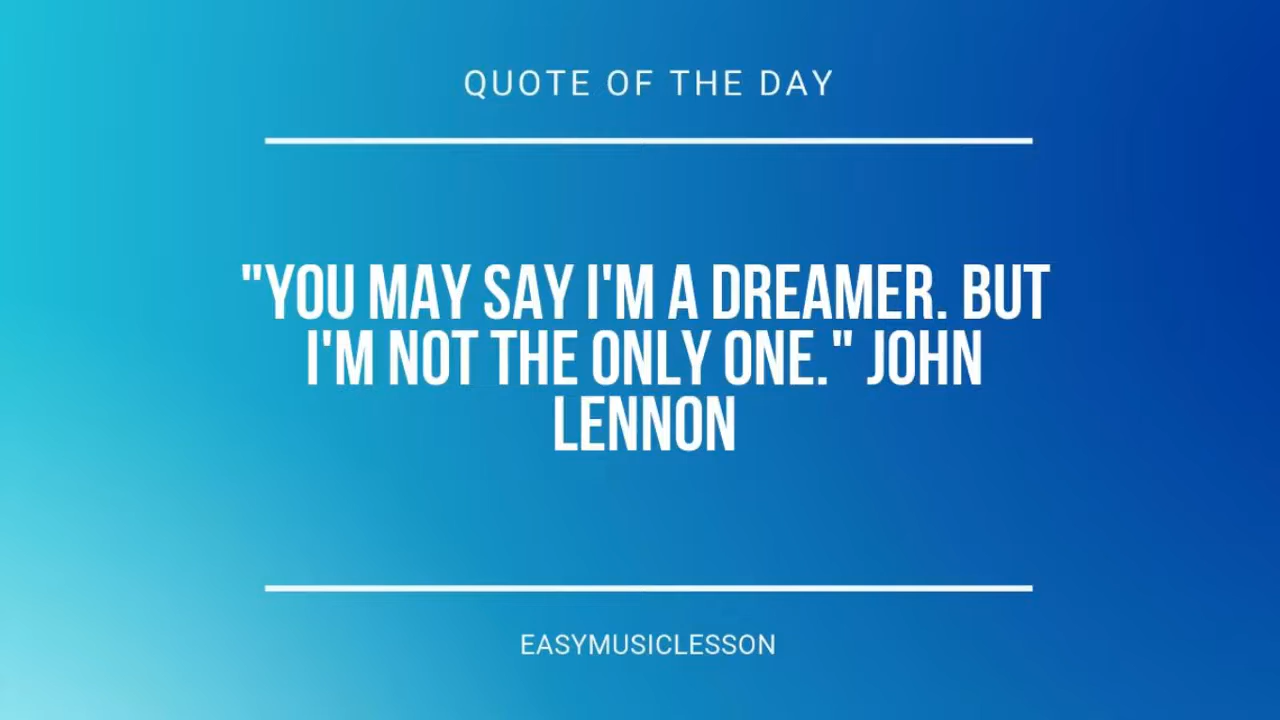 QUOTE OF THE DAY
"YOU MAY SAY I'M A DREAMER. BUT
I'M NOT THE ONLY ONE." JOHN
LENNON
EASYMUSICLESSON